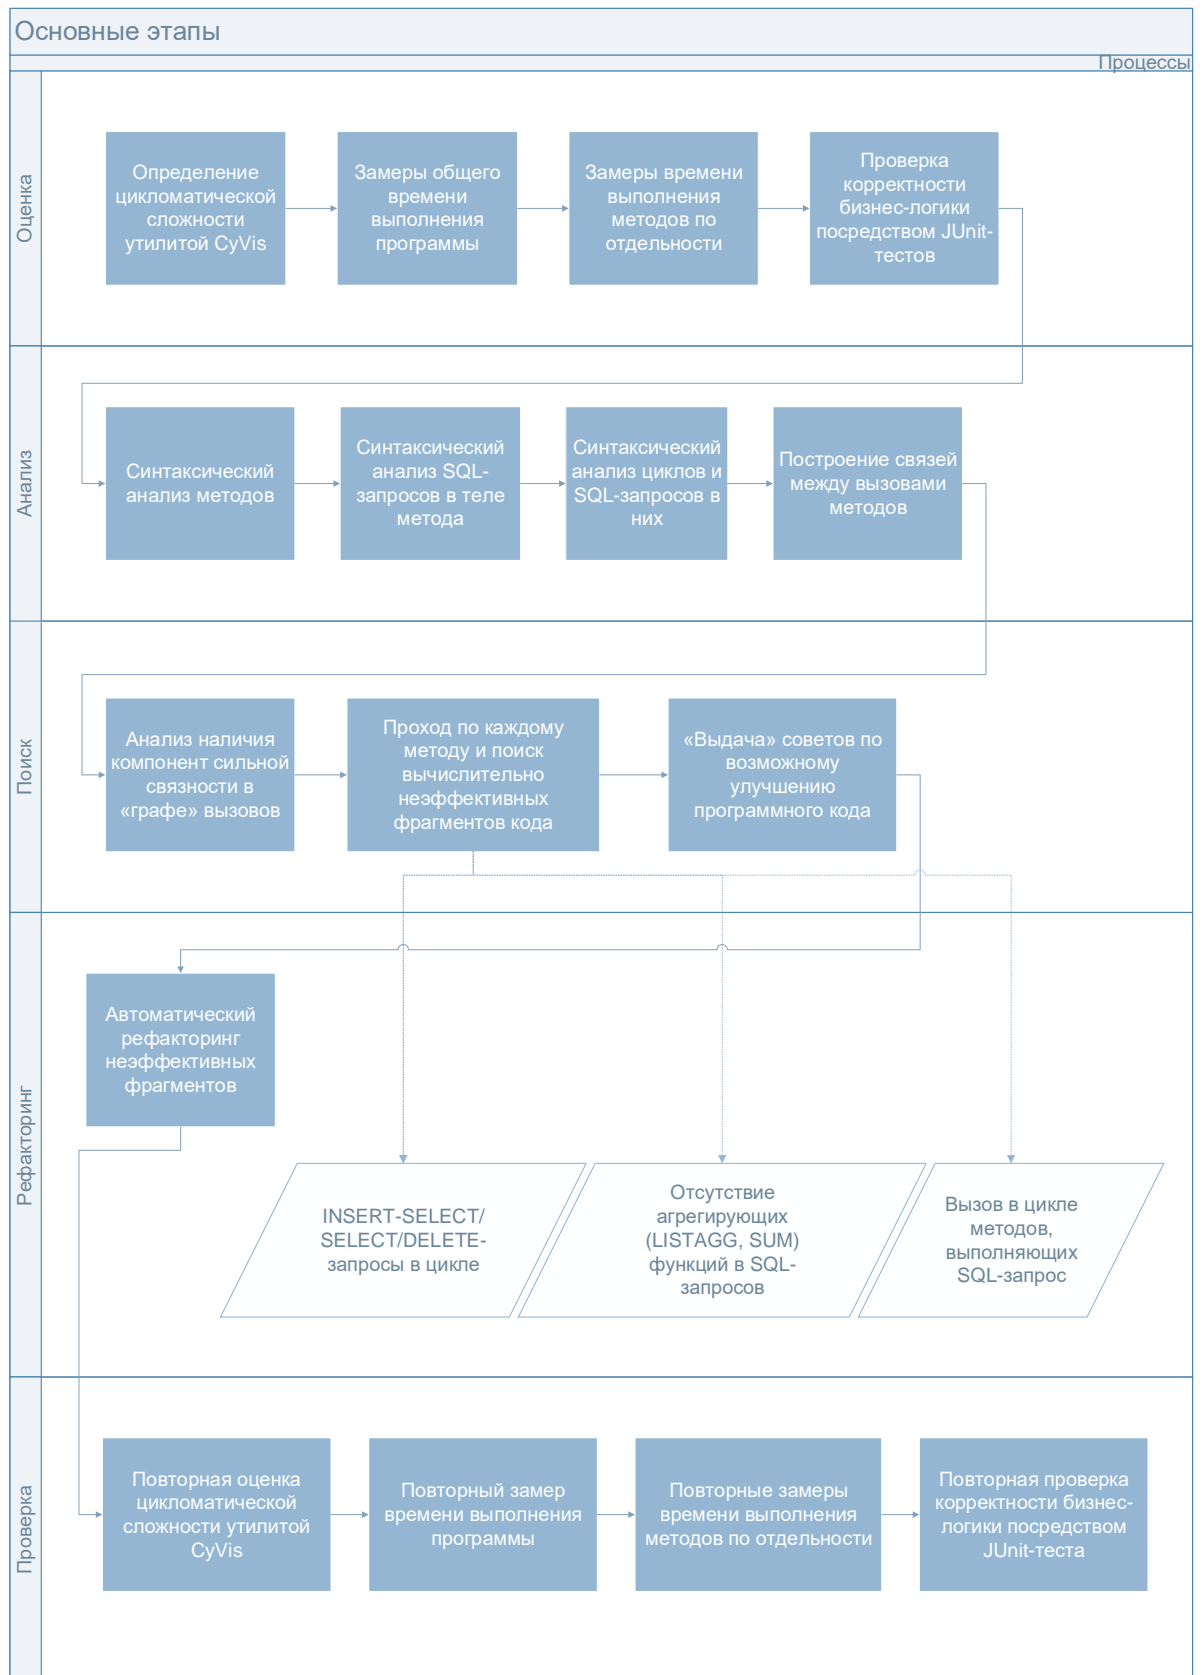 Основные этапы
Процессы
Оценка
Определение
цикломатической
сложности
утилитой CyVis
Замеры общего
времени
выполнения
программы
Замеры времени
выполнения
методов по
отдельности
Проверка
корректности
бизнес-логики
посредством JUnit-
тестов
Анализ
Синтаксический
анализ методов
Синтаксический
анализ SQL-
запросов в теле
метода
Синтаксический
анализ циклов и
SQL-запросов в
них
Построение связей
между вызовами
методов
Поиск
Анализ наличия
компонент сильной
связности в
«графе» вызовов
Проход по каждому
методу и поиск
вычислительно
неэффективных
фрагментов кода
«Выдача» советов по
возможному
улучшению
программного кода
Рефакторинг
Автоматический
рефакторинг
неэффективных
фрагментов
INSERT-SELECT/
SELECT/DELETE-
запросы в цикле
Отсутствие
агрегирующих
(LISTAGG, SUM)
функций в SQL-
запросов
Вызов в цикле
методов,
выполняющих
SQL-запрос
Проверка
Повторная оценка
цикломатической
сложности утилитой
CyVis
Повторный замер
времени выполнения
программы
Повторные замеры
времени выполнения
методов по отдельности
Повторная проверка
корректности бизнес-
логики посредством
JUnit-теста